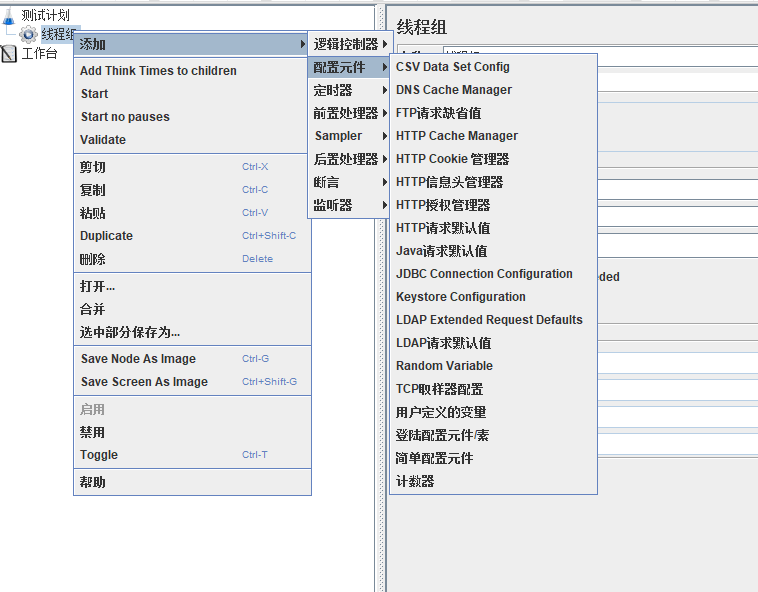 测试计划
线程组
工作台
添加
Add Think Times to children
Start
Start no pauses
Validate
剪切 Ctrl-X
复制 Ctrl-C
粘贴 Ctrl-V
Duplicate Ctrl+Shift-C
删除 Delete
打开...
合并
选中部分保存为...
Save Node As Image Ctrl-G
Save Screen As Image Ctrl+Shift-G
启用
禁用
Toggle Ctrl-T
帮助
逻辑控制器
配置元件
定时器
前置处理器
Sampler
后置处理器
断言
监听器
线程组
CSV Data Set Config
DNS Cache Manager
FTP请求缺省值
HTTP Cache Manager
HTTP Cookie 管理器
HTTP信息头管理器
HTTP授权管理器
HTTP请求默认值
Java请求默认值
JDBC Connection Configuration
Keystore Configuration
LDAP Extended Request Defaults
LDAP请求默认值
Random Variable
TCP取样器配置
用户定义的变量
登陆配置元件/素
简单配置元件
计数器
ded